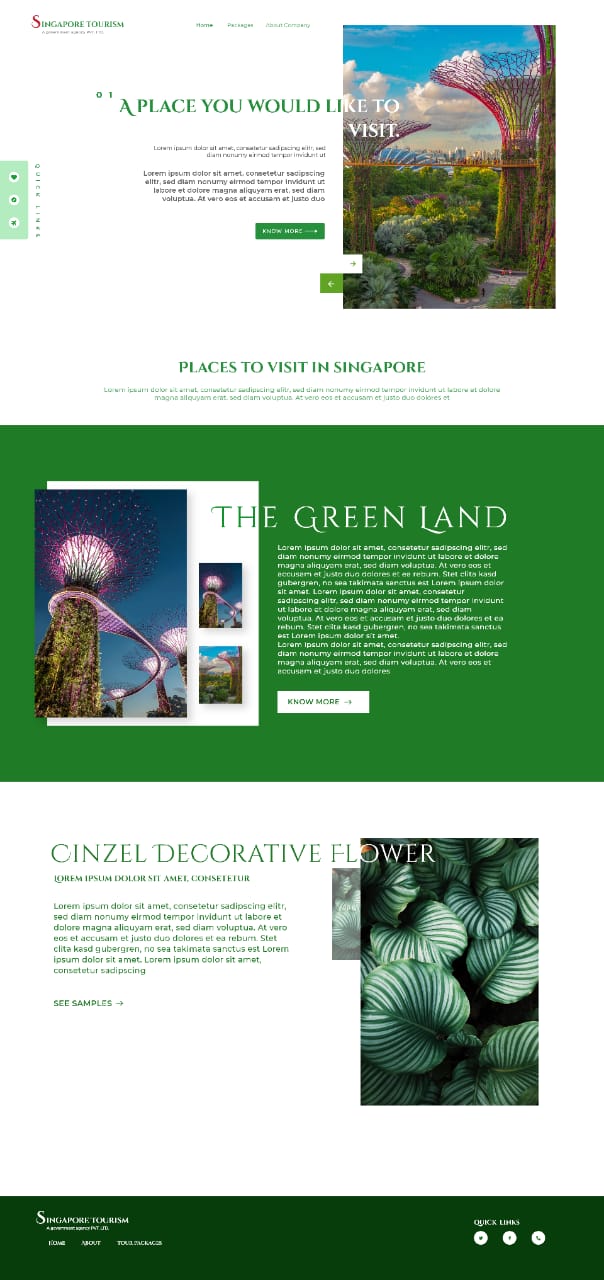 SINGAPORE TOURISM
A government agency PVT. LTD.
Home Packages About Company
01
A PLACE YOU WOULD LIKE TO
VISIT.
Lorem ipsum dolor sit amet, consetetur sadipscing elitr, sed
diam nonumy eirmod tempor invidunt ut
Lorem ipsum dolor sit amet, consetetur sadipscing
elitr, sed diam nonumy eirmod tempor invidunt ut
labore et dolore magna aliquyam erat, sed diam
voluptua. At vero eos et accusam et justo duo
QUICK LINKS
KNOW MORE
PLACES TO VISIT IN SINGAPORE
Lorem ipsum dolor sit amet, consetetur sadipscing elitr, sed diam nonumy eirmod tempor invidunt ut labore et dolore
magna aliquyam erat, sed diam voluptua. At vero eos et accusam et justo duo dolores et
THE GREEN LAND
Lorem ipsum dolor sit amet, consetetur sadipscing elitr, sed
diam nonumy eirmod tempor invidunt ut labore et dolore
magna aliquyam erat, sed diam voluptua. At vero eos et
accusam et justo duo dolores et ea rebum. Stet clita kasd
gubergren, no sea takimata sanctus est Lorem ipsum dolor
sit amet. Lorem ipsum dolor sit amet, consetetur
sadipscing elitr, sed diam nonumy eirmod tempor invidunt
ut labore et dolore magna aliquyam erat, sed diam
voluptua. At vero eos et accusam et justo duo dolores et ea
rebum. Stet clita kasd gubergren, no sea takimata sanctus
est Lorem ipsum dolor sit amet.
Lorem ipsum dolor sit amet, consetetur sadipscing elitr, sed
diam nonumy eirmod tempor invidunt ut labore et dolore
magna aliquyam erat, sed diam voluptua. At vero eos et
accusam et justo duo dolores
KNOW MORE
CINZEL DECORATIVE FLOWER
LOREM IPSUM DOLOR SIT AMET, CONSETETUR
Lorem ipsum dolor sit amet, consetetur sadipscing elitr,
sed diam nonumy eirmod tempor invidunt ut labore et
dolore magna aliquyam erat, sed diam voluptua. At vero
eos et accusam et justo duo dolores et ea rebum. Stet
clita kasd gubergren, no sea takimata sanctus est Lorem
ipsum dolor sit amet. Lorem ipsum dolor sit amet,
consetetur sadipscing
SEE SAMPLES
SINGAPORE TOURISM
A government agency PVT. LTD.
HOME ABOUT TOUR PACKAGES
QUICK LINKS